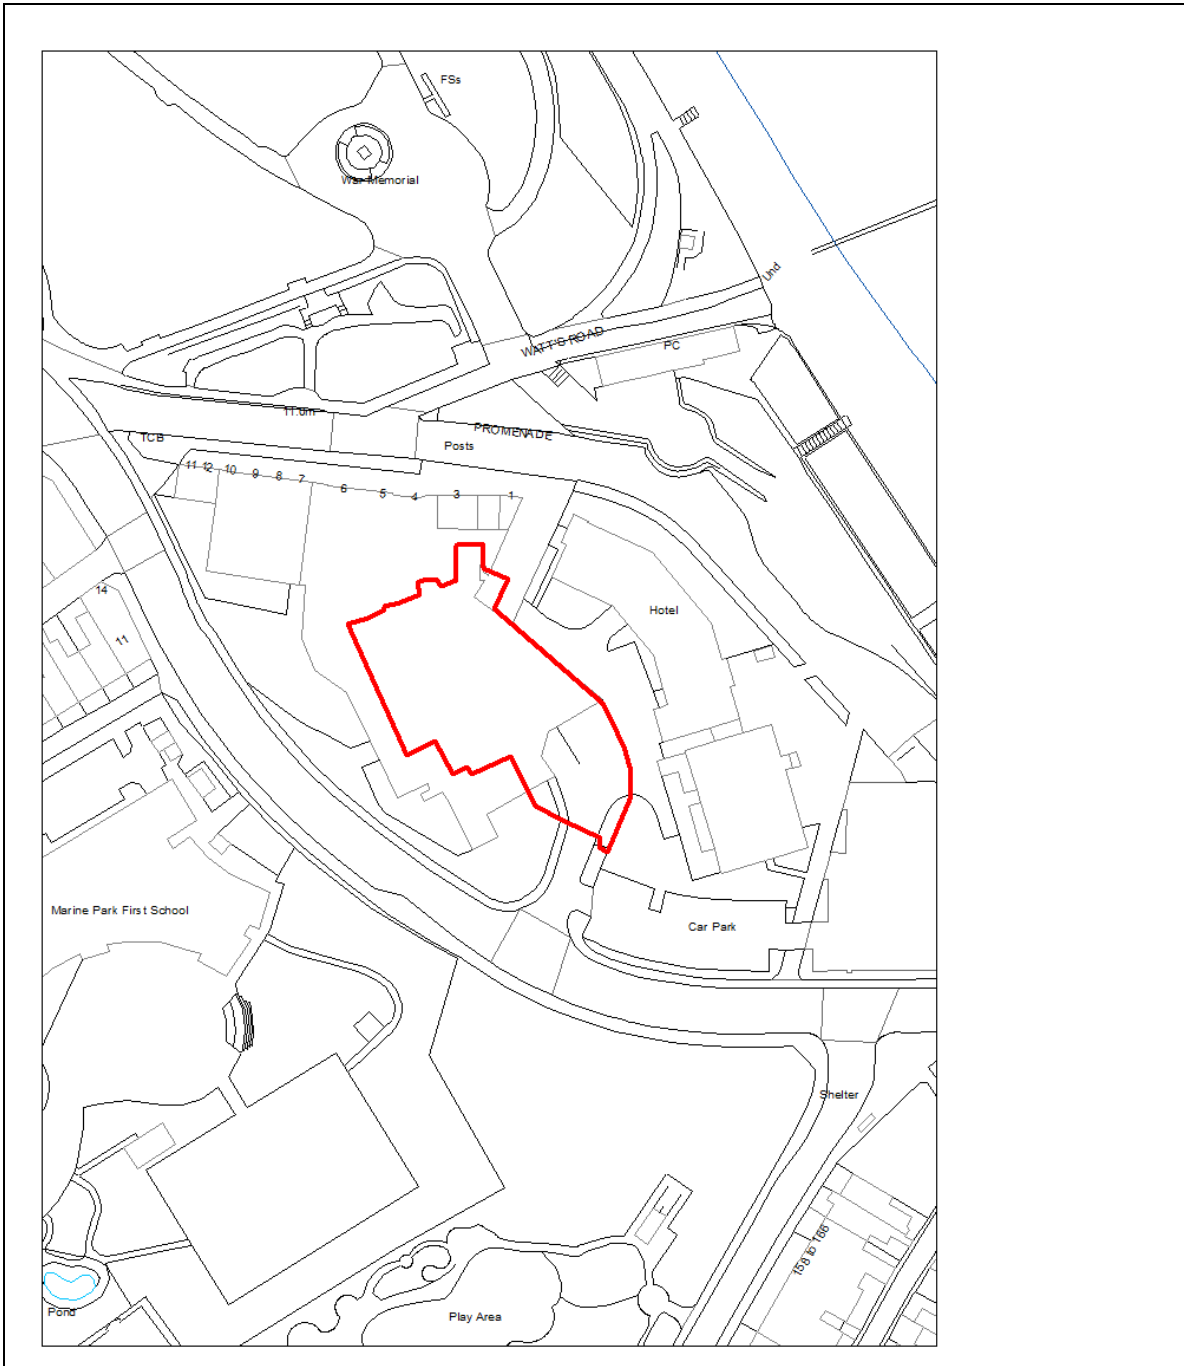 FSs
War Memorial
Und
WATT'S ROAD
PC
11.0m
PROMENADE
TCB
Posts
11 12 10 9 8 7 6 5 4 3 1
14
11
Hotel
Marine Park First School
Car Park
Shelter
158 to 166
Pond
Play Area